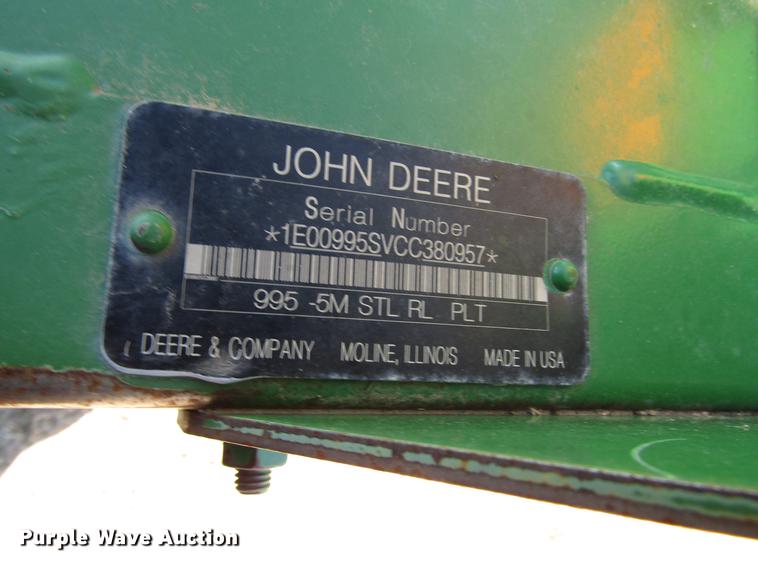 JOHN DEERE
Serial Number
*1E00995SVCC380957*
995 -5M STL RL PLT
DEERE & COMPANY MOLINE, ILLINOIS MADE IN USA
Purple Wave Auction